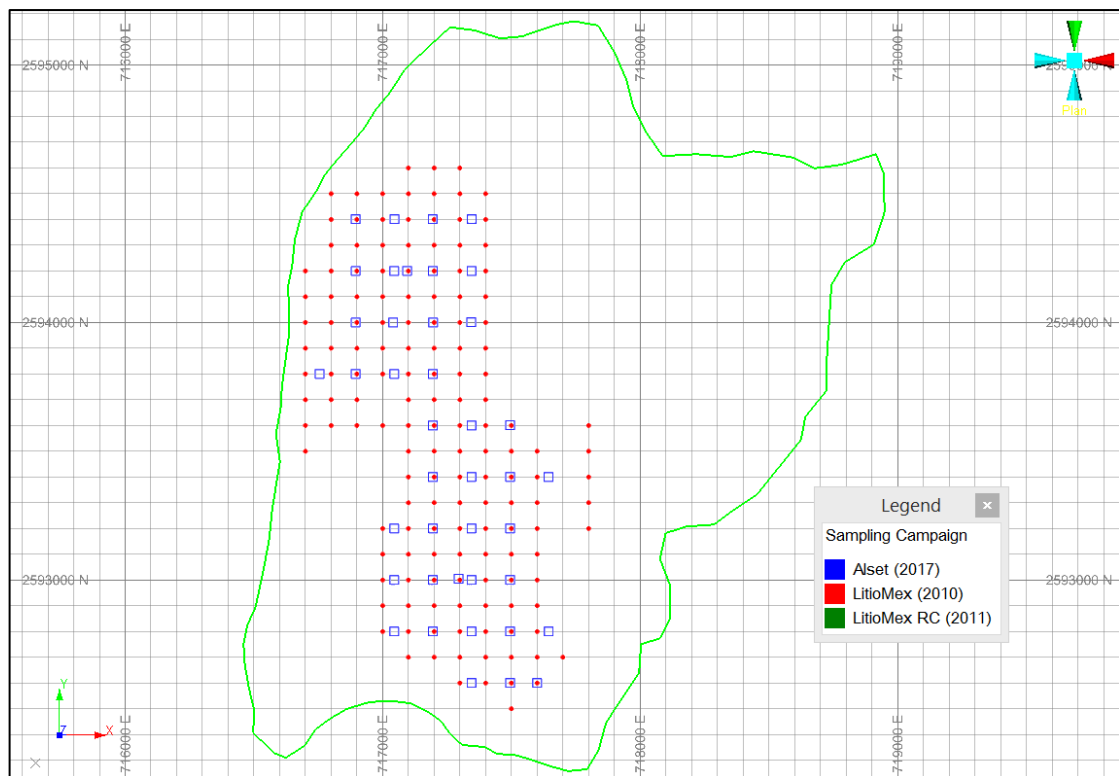 716000 E
717000 E
718000 E
719000 E
2595000 N
Plan
2594000 N
2594000 N
Legend
Sampling Campaign
Alset (2017)
LitioMex (2010)
LitioMex RC (2011)
2593000 N
2593000 N
Y
Z
X
716000 E
717000 E
718000 E
719000 E